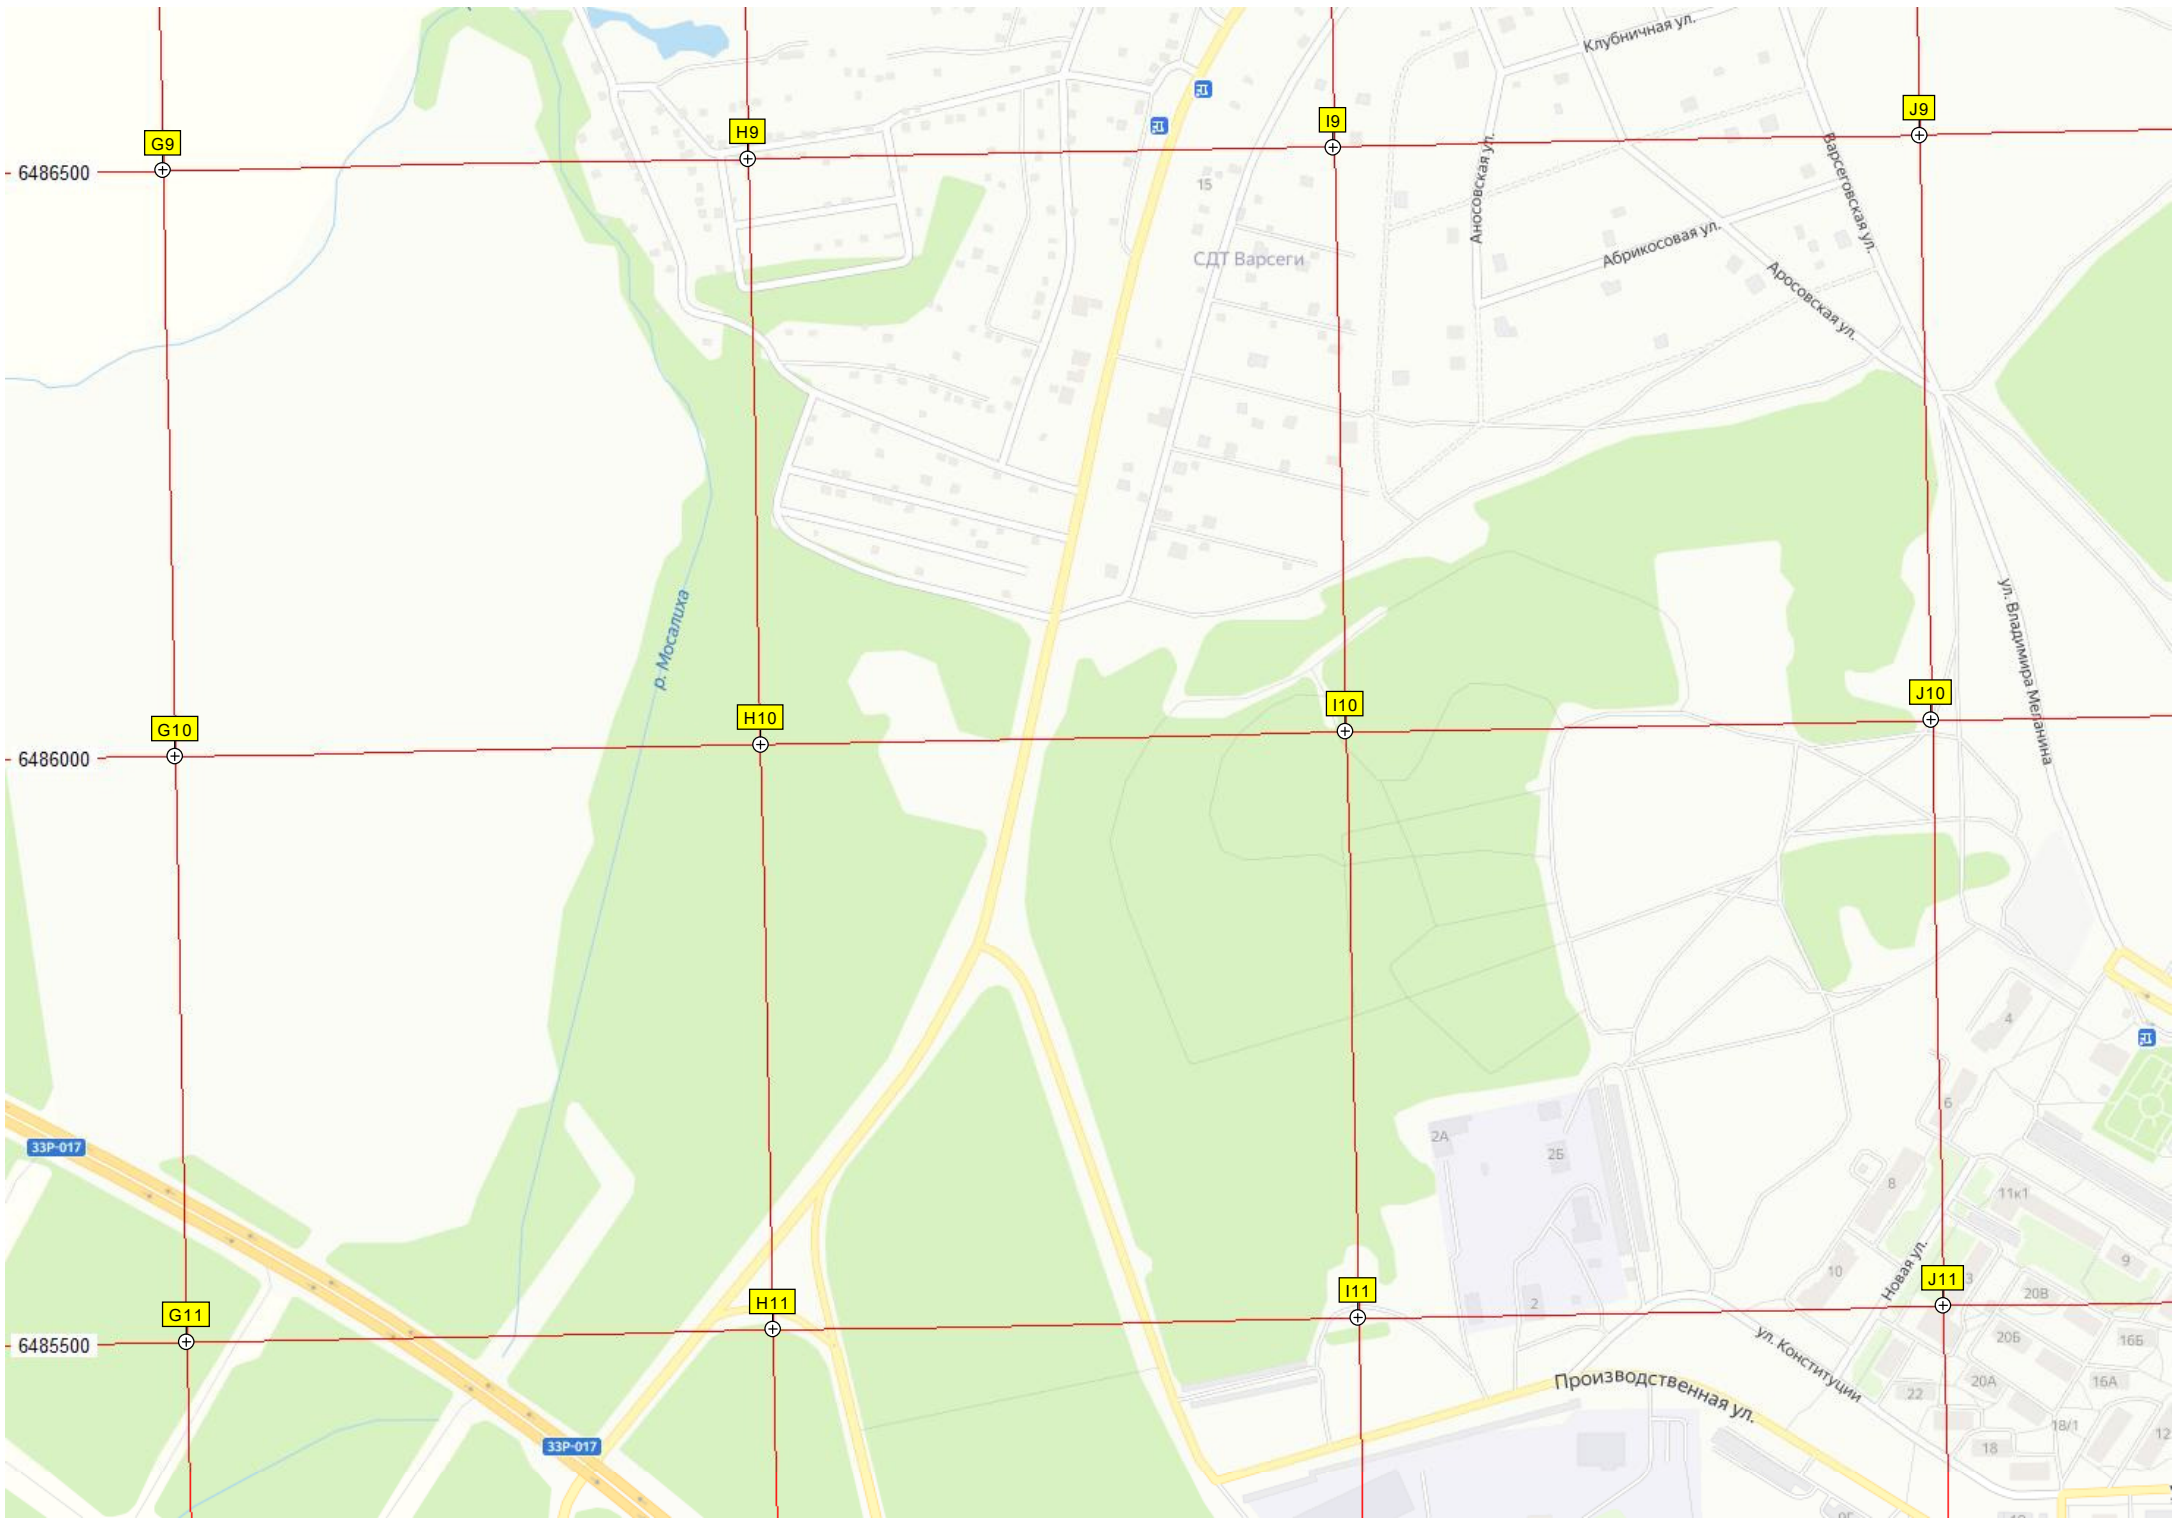 Клубничная ул.
G9
H9
I9
J9
6486500
15
Аносовская ул.
Варсеговская ул.
СДТ Варсеги
Абрикосовая ул.
Аросовская ул.
р. Мосалиха
ул. Владимира Меланина
G10
H10
I10
J10
6486000
4
6
33Р-017
2А
2Б
8
11к1
9
10
Новая ул.
3
G11
H11
I11
J11
2
20В
6485500
20Б
16Б
ул. Конституции
Производственная ул.
22
20А
16А
18/1
12
33Р-017
18